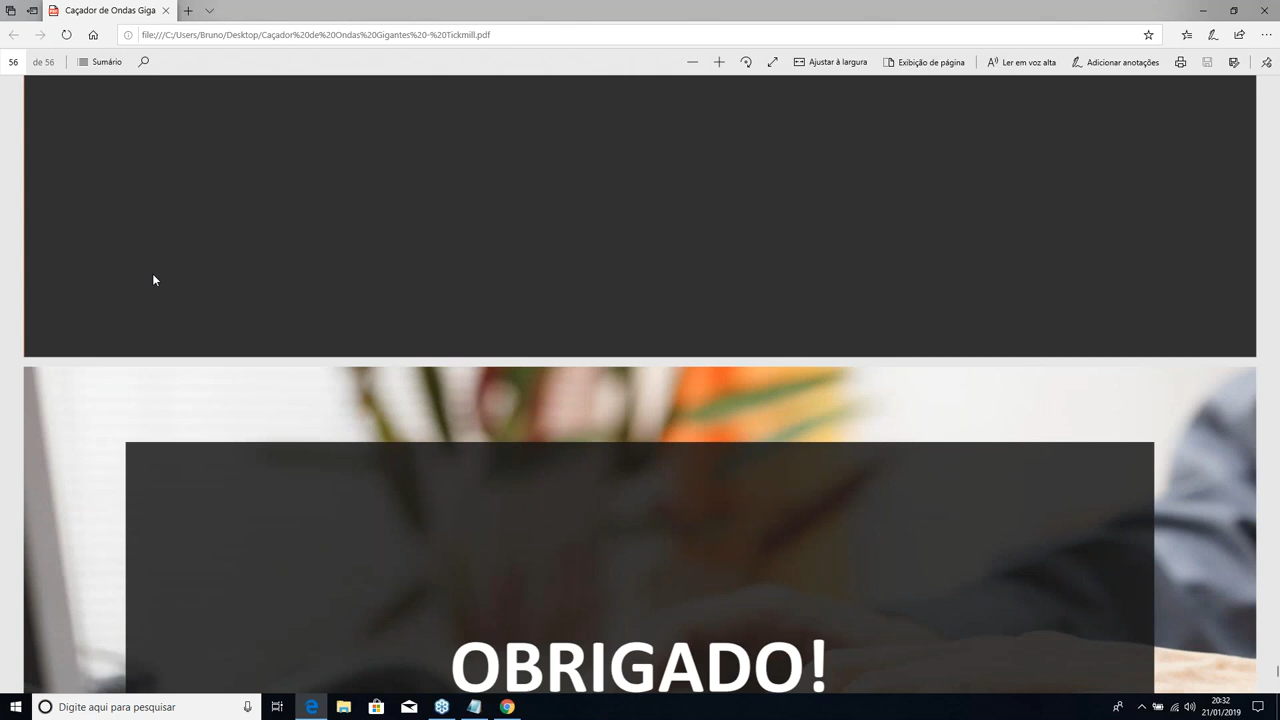 Caçador de Ondas Giga
file:///C:/Users/Bruno/Desktop/Caçador%20de%20Ondas%20Gigantes%20-%20Tickmill.pdf
56 de 56 Sumário Ajustar à largura Exibição de página Ler em voz alta Adicionar anotações
OBRIGADO!
Digite aqui para pesquisar
20:32
21/01/2019